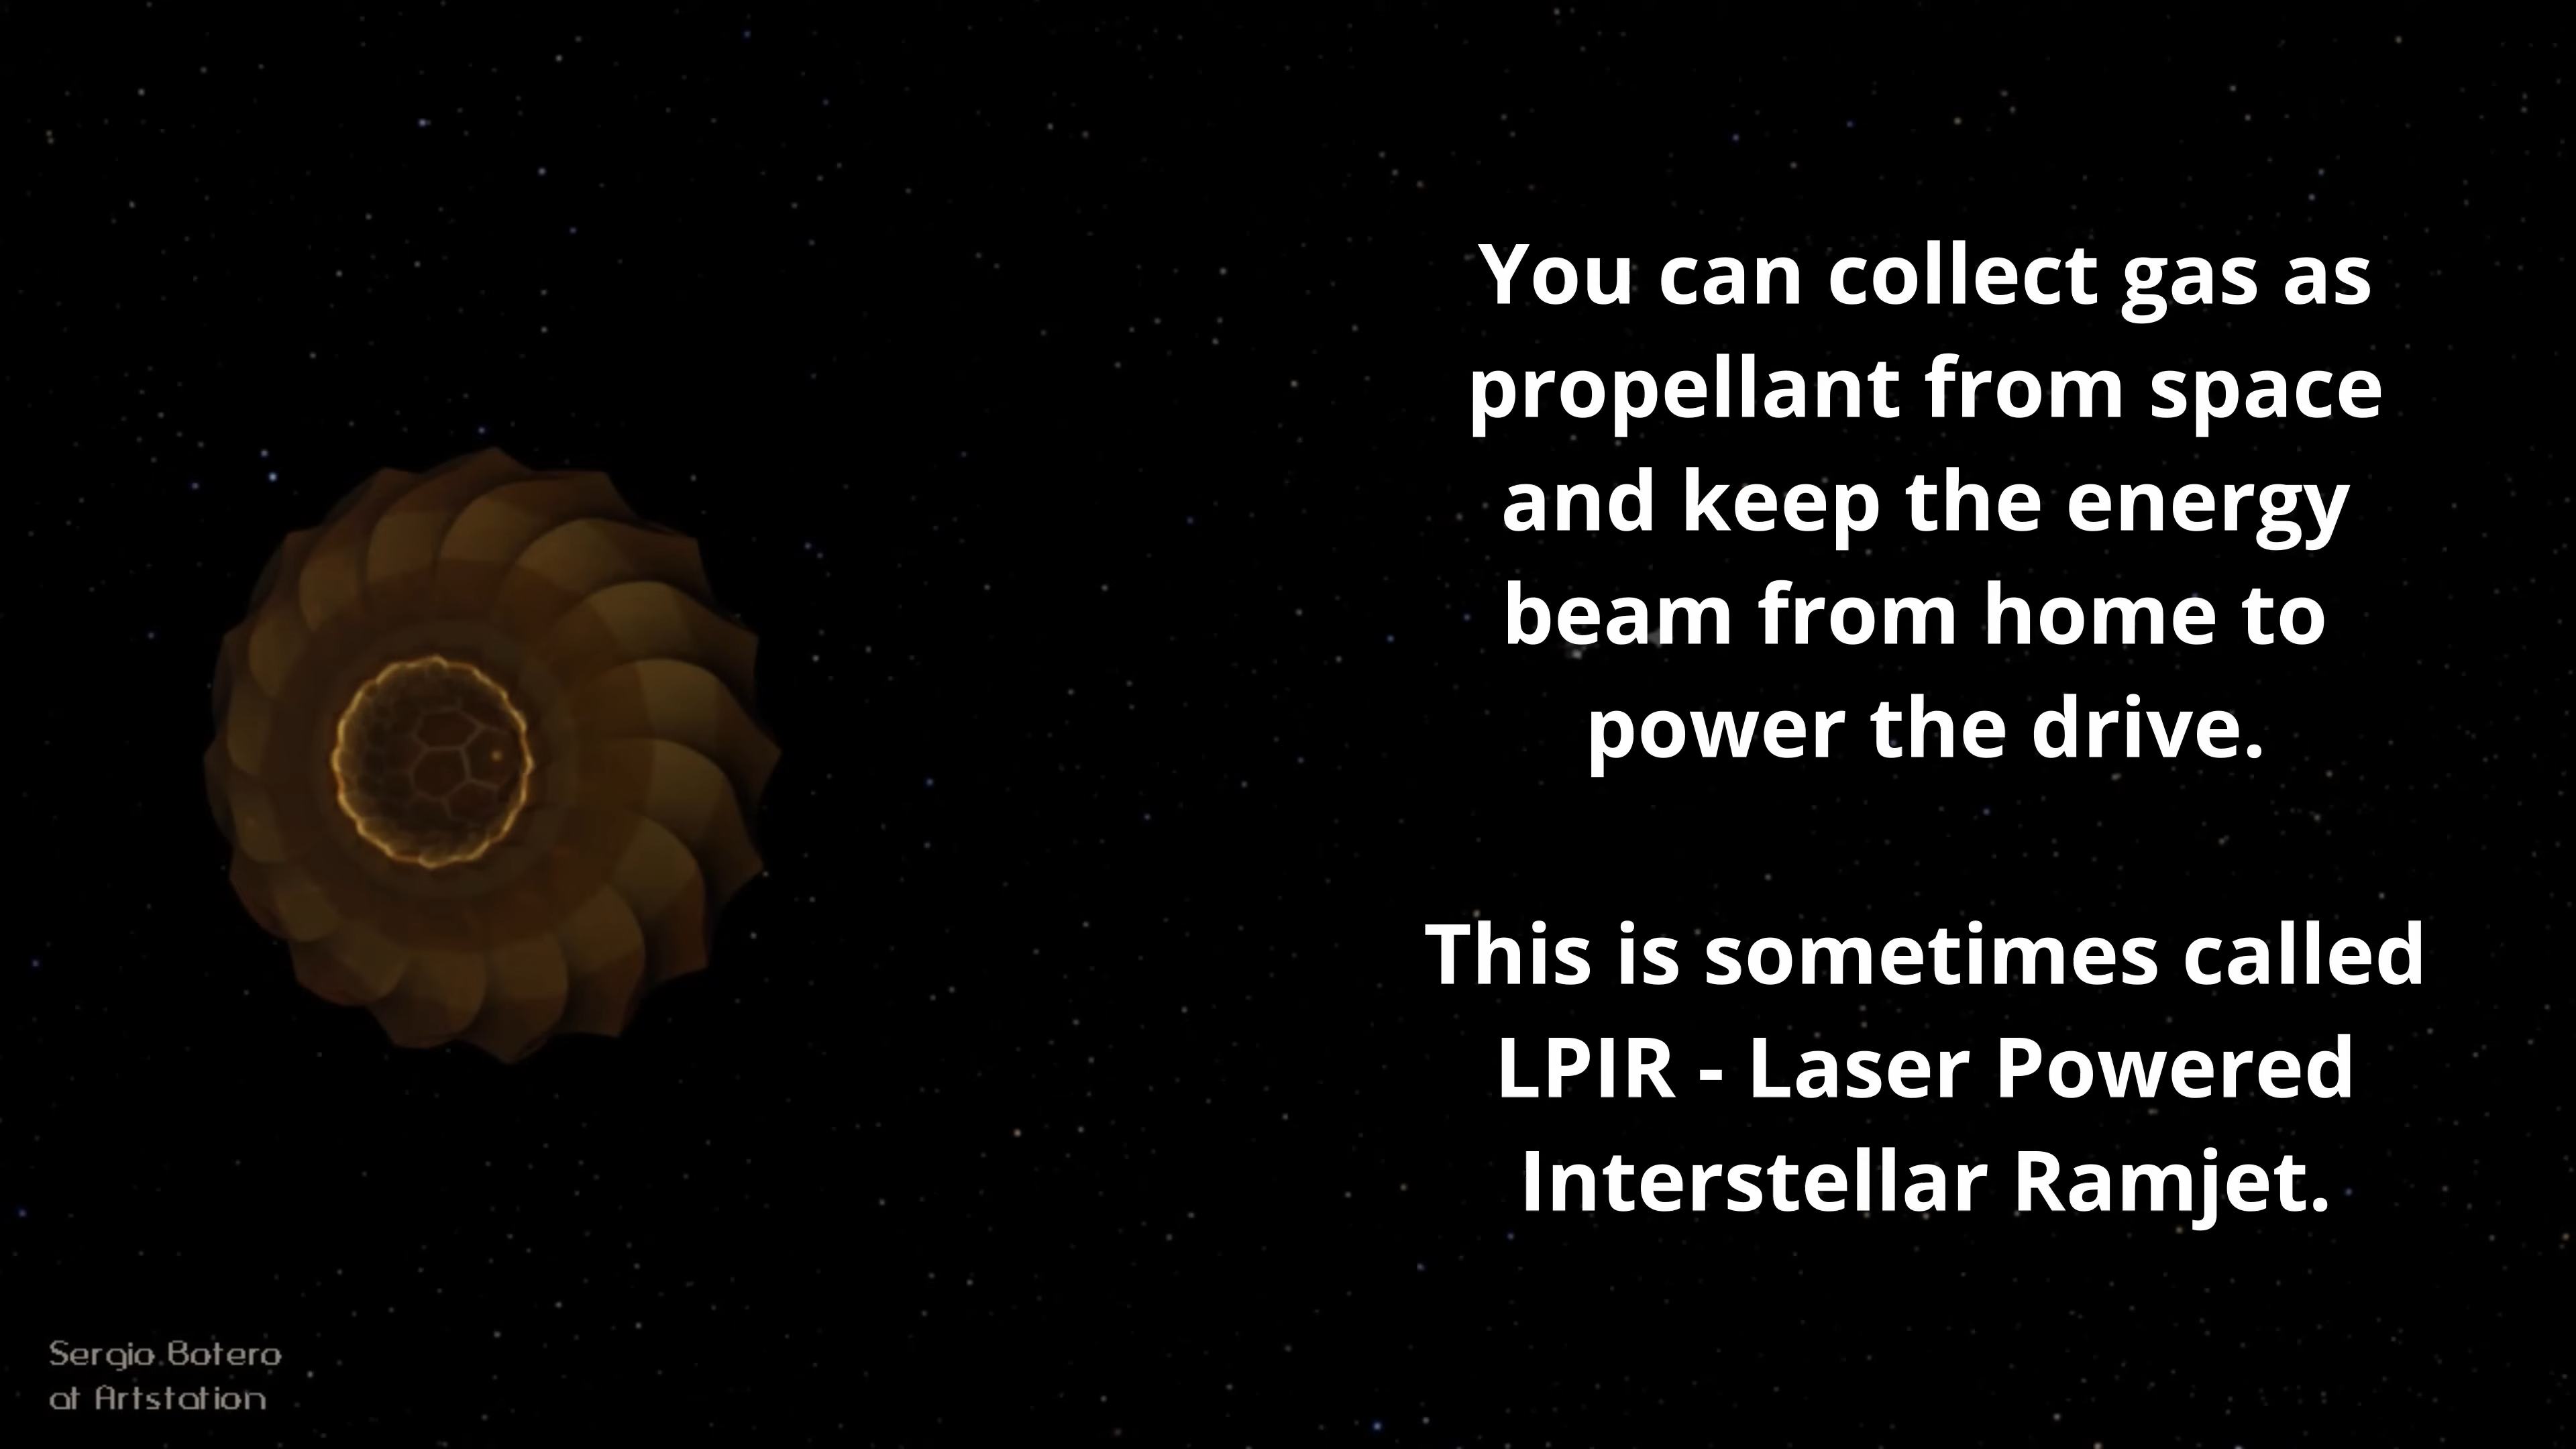 You can collect gas as
propellant from space
and keep the energy
beam from home to
power the drive.
This is sometimes called
LPIR - Laser Powered
Interstellar Ramjet.
Sergio Botero
at Artstation